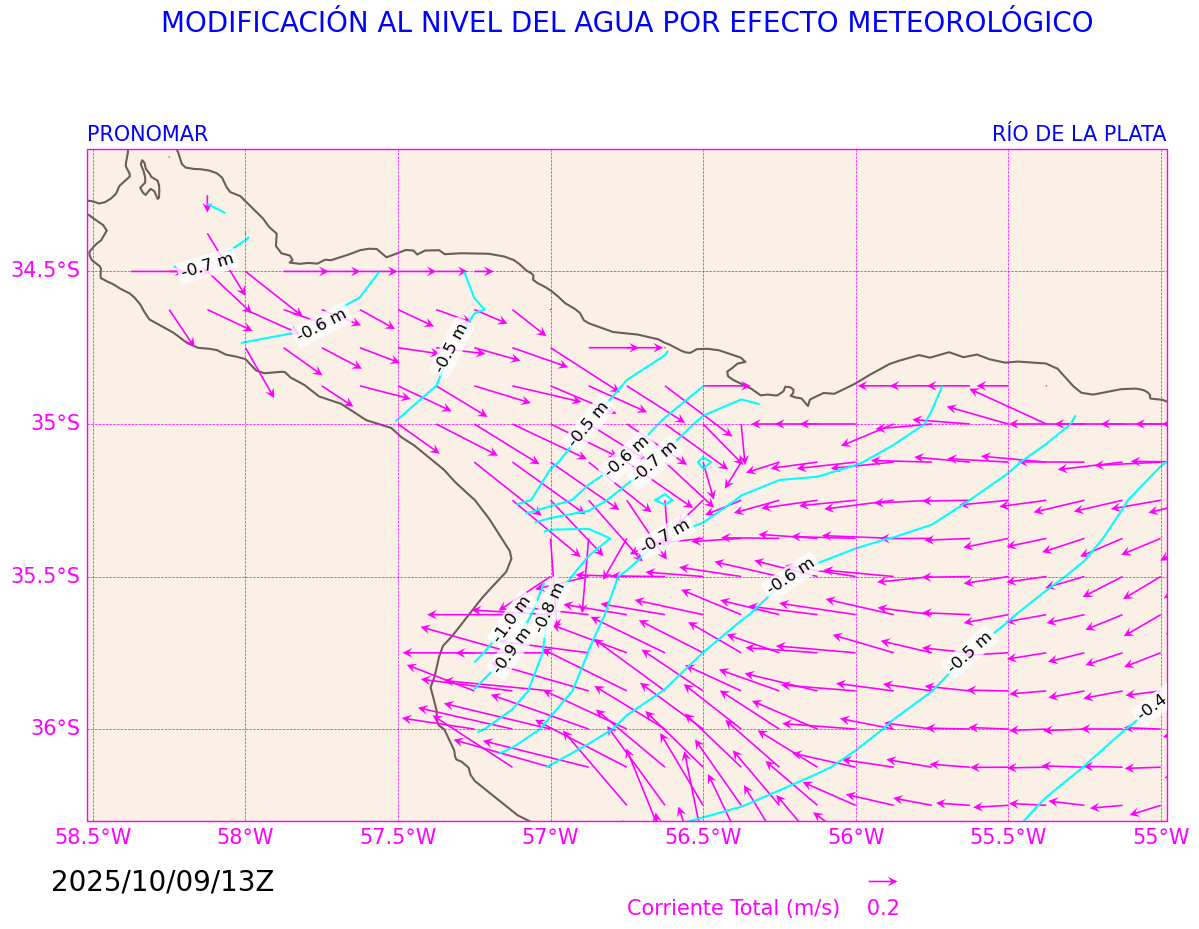 MODIFICACIÓN AL NIVEL DEL AGUA POR EFECTO METEOROLÓGICO
PRONOMAR RÍO DE LA PLATA
-0.7 m
34.5°S
-0.6 m
-0.5 m
-0.5 m
35°S
-0.6 m
-0.7 m
-0.7 m
35.5°S
-0.6 m
-0.8 m
-1.0 m
-0.9 m
-0.5 m
-0.4
36°S
58.5°W 58°W 57.5°W 57°W 56.5°W 56°W 55.5°W 55°W
2025/10/09/13Z
Corriente Total (m/s) 0.2